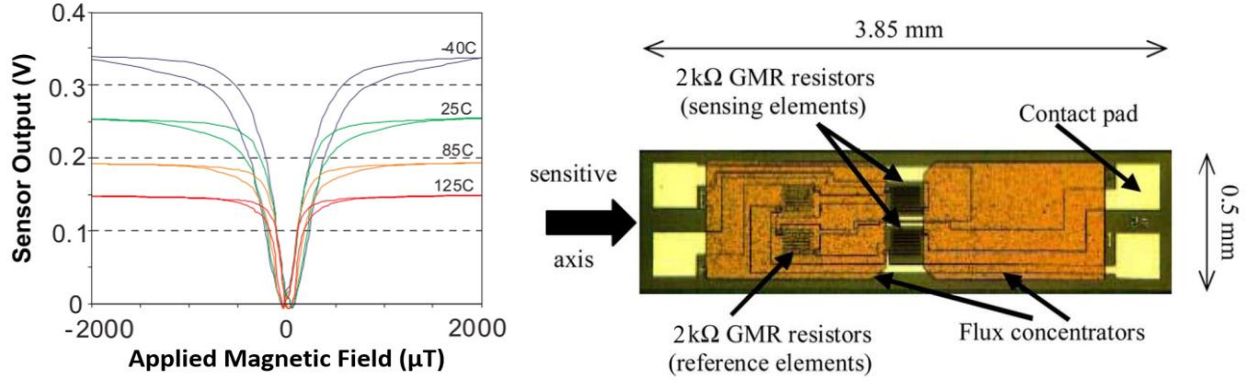 0.4
0.3
0.2
0.1
0
Sensor Output (V)
-40C
25C
85C
125C
-2000
0
2000
Applied Magnetic Field (µT)
3.85 mm
2kΩ GMR resistors
(sensing elements)
Contact pad
sensitive
axis
0.5 mm
2kΩ GMR resistors
(reference elements)
Flux concentrators